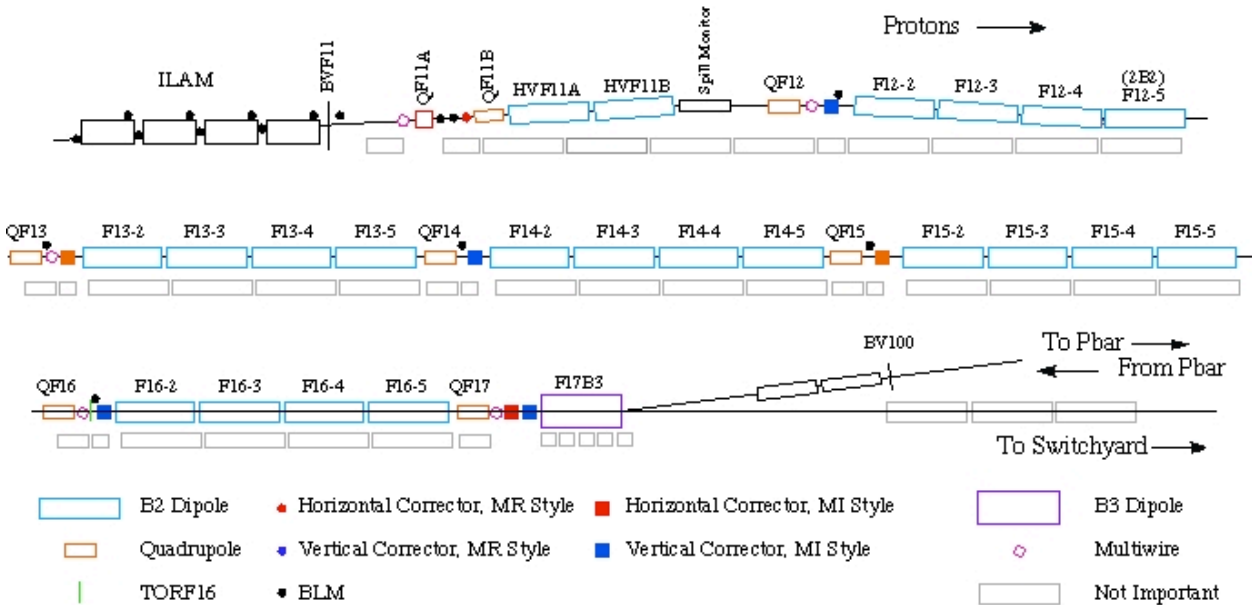 Protons
ILAM
BVF11
QF11A
QF11B
HVF11A
HVF11B
Spill Monitor
QF12
F12-2
F12-3
F12-4
(2B2)
F12-5
QF13
F13-2
F13-3
F13-4
F13-5
QF14
F14-2
F14-3
F14-4
F14-5
QF15
F15-2
F15-3
F15-4
F15-5
QF16
F16-2
F16-3
F16-4
F16-5
QF17
F17B3
BV100
To Pbar
From Pbar
To Switchyard
B2 Dipole
Horizontal Corrector, MR Style
Horizontal Corrector, MI Style
B3 Dipole
Quadrupole
Vertical Corrector, MR Style
Vertical Corrector, MI Style
Multiwire
TORF16
BLM
Not Important